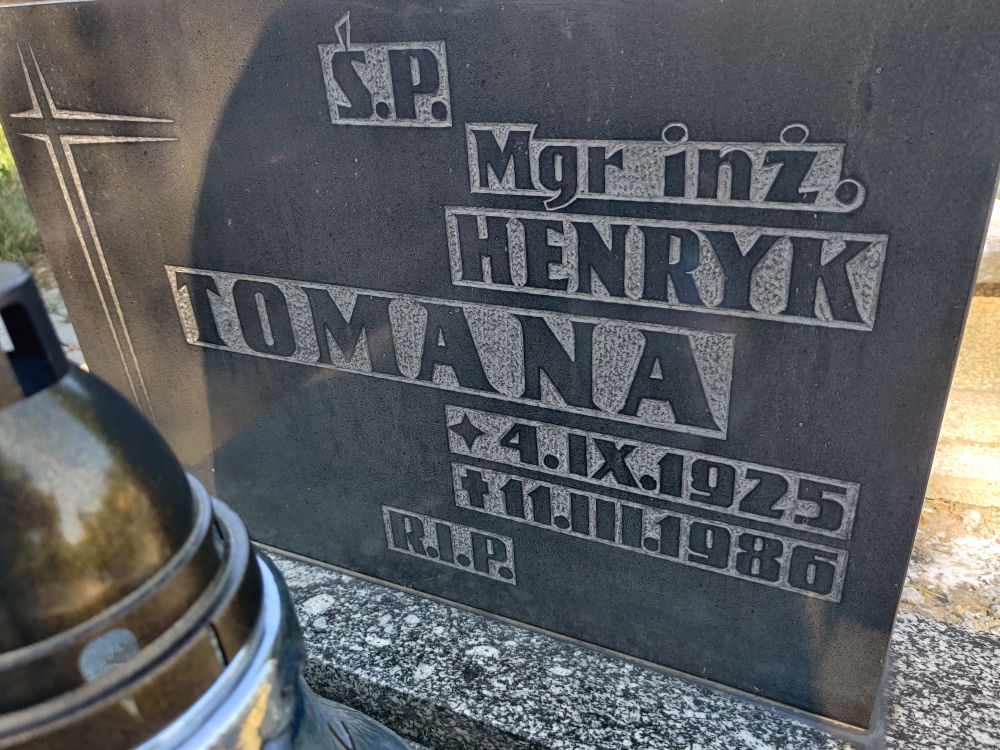 Ś.P.
Mgr inż.
HENRYK
TOMANA
4.IX.1925
†11.III.1986
R.I.P.